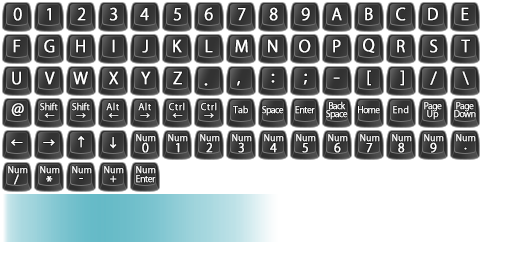 0 1 2 3 4 5 6 7 8 9 A B C D E
F G H I J K L M N O P Q R S T
U V W X Y Z . , : ; - [ ] / \
@ Shift ← Shift → Alt ← Alt → Ctrl ← Ctrl → Tab Space Enter Back Space Home End Page Up Page Down
← → ↑ ↓ Num 0 Num 1 Num 2 Num 3 Num 4 Num 5 Num 6 Num 7 Num 8 Num 9 Num .
Num / Num * Num - Num + Num Enter